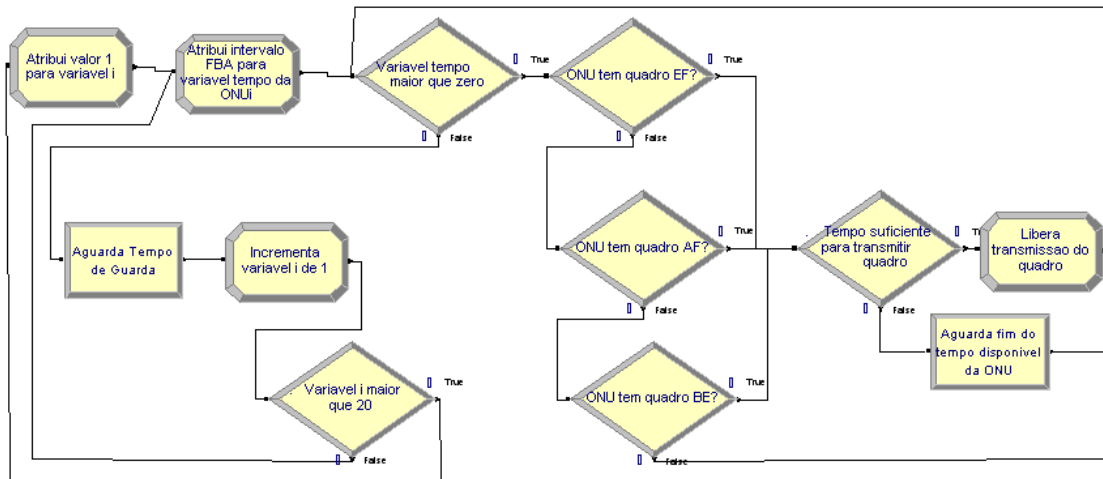 Atribui valor 1
para variavel i
Atribui intervalo
FBA para
variavel tempo da
ONUi
Variavel tempo
maior que zero
True
False
ONU tem quadro EF?
True
False
Aguarda Tempo
de Guarda
Incrementa
variavel i de 1
ONU tem quadro AF?
True
False
Tempo suficiente
para transmitir
quadro
True
False
Libera
transmissao do
quadro
Aguarda fim do
tempo disponivel
da ONU
Variavel i maior
que 20
True
False
ONU tem quadro BE?
True
False